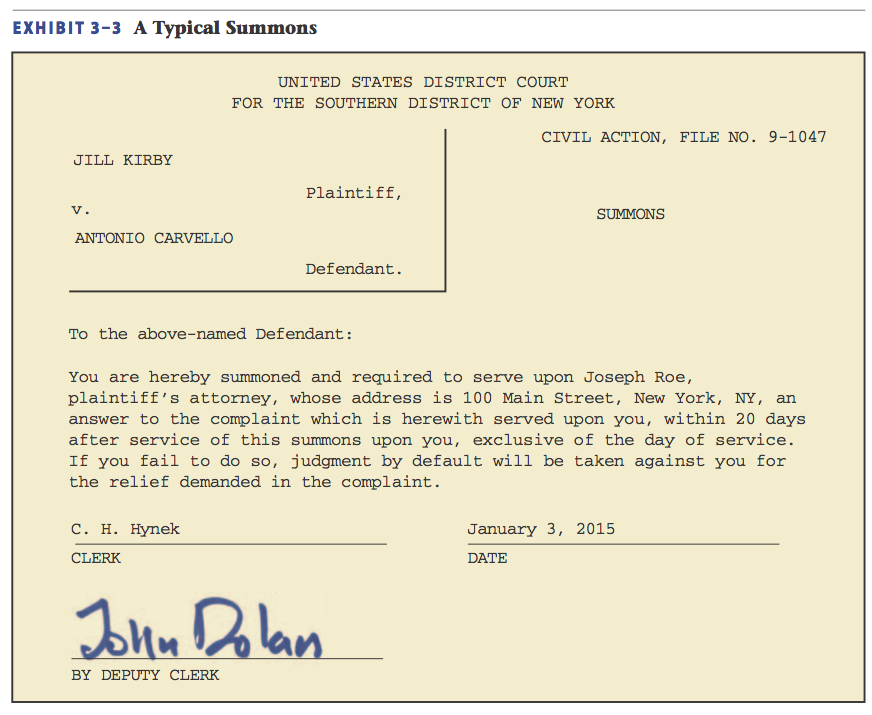 EXHIBIT 3–3 A Typical Summons
UNITED STATES DISTRICT COURT
FOR THE SOUTHERN DISTRICT OF NEW YORK
CIVIL ACTION, FILE NO. 9-1047
JILL KIRBY
Plaintiff,
v.
SUMMONS
ANTONIO CARVELLO
Defendant.
To the above-named Defendant:
You are hereby summoned and required to serve upon Joseph Roe,
plaintiff's attorney, whose address is 100 Main Street, New York, NY, an
answer to the complaint which is herewith served upon you, within 20 days
after service of this summons upon you, exclusive of the day of service.
If you fail to do so, judgment by default will be taken against you for
the relief demanded in the complaint.
C. H. Hynek
January 3, 2015
CLERK
DATE
John Dolan
BY DEPUTY CLERK